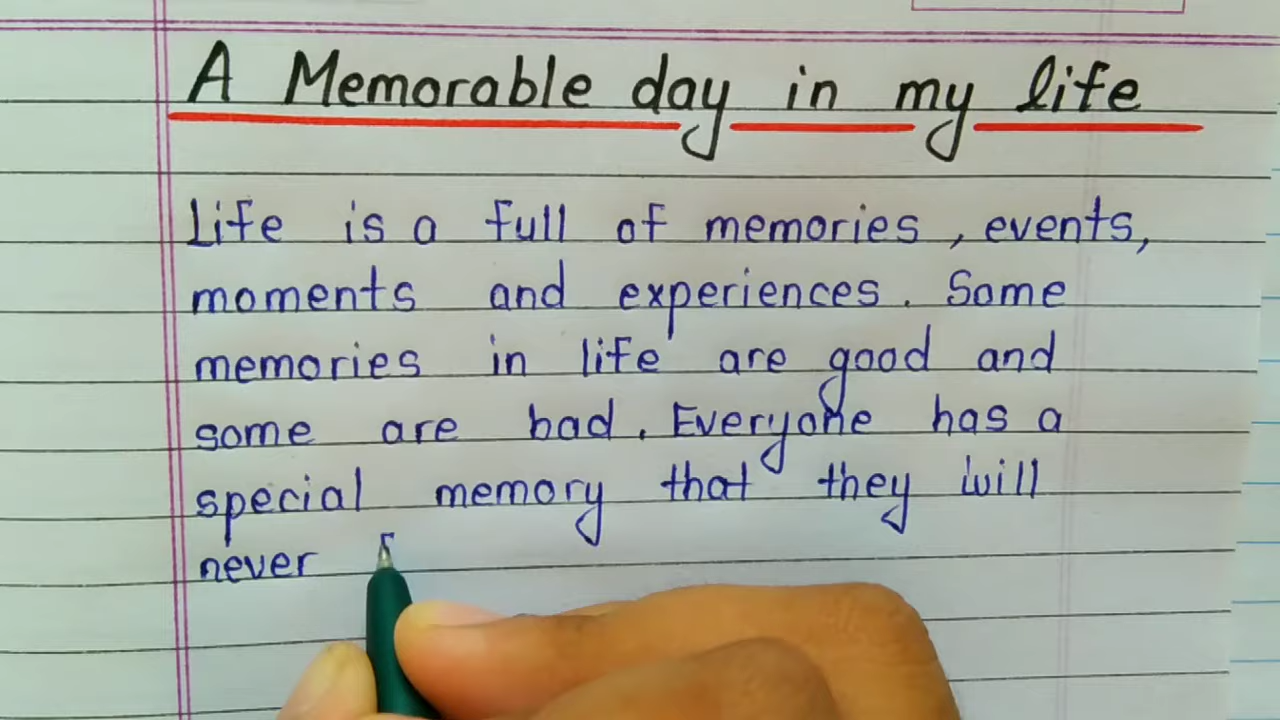 A Memorable day in my life
Life is a full of memories, events,
moments and experiences. Some
memories in life are good and
some are bad. Everyone has a
special memory that they will
never